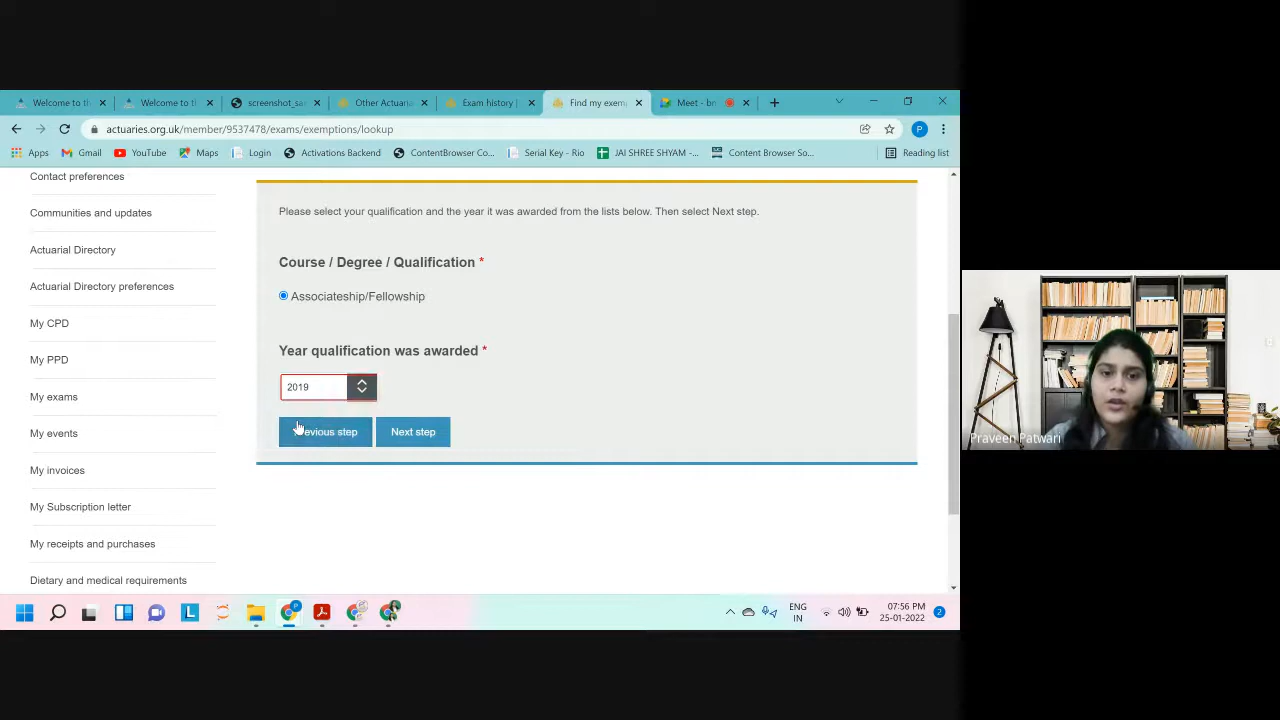 Welcome to th
Welcome to th
screenshot_sa
Other Actuaria
Exam history |
Find my exem
Meet - br
actuaries.org.uk/member/9537478/exams/exemptions/lookup
P
Apps
Gmail
YouTube
Maps
Login
Activations Backend
ContentBrowser Co...
Serial Key - Rio
JAI SHREE SHYAM -...
Content Browser So...
Reading list
Contact preferences
Communities and updates
Actuarial Directory
Actuarial Directory preferences
My CPD
My PPD
My exams
My events
My invoices
My Subscription letter
My receipts and purchases
Dietary and medical requirements
Please select your qualification and the year it was awarded from the lists below. Then select Next step.
Course / Degree / Qualification *
Associateship/Fellowship
Year qualification was awarded *
2019
Previous step
Next step
Praveen Patwari
ENG
IN
07:56 PM
25-01-2022
2